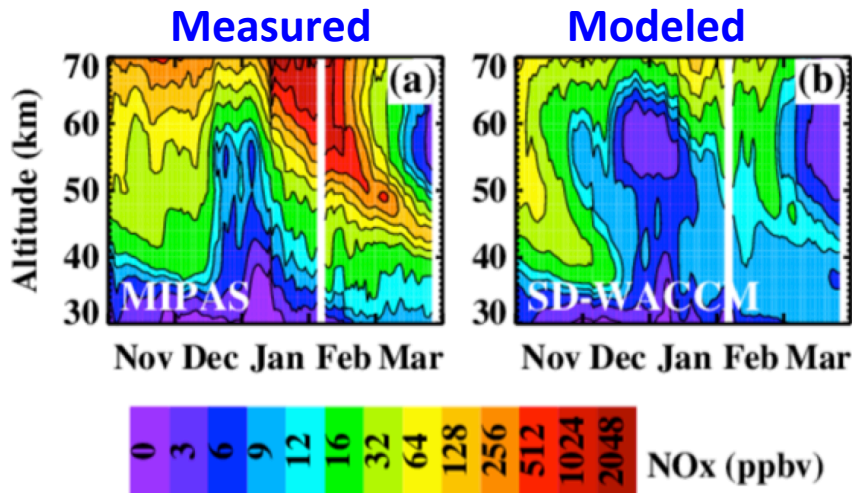 Measured Modeled
70 (a) 70 (b)
60 60
50 50
40 40
30 MIPAS 30 SD-WACCM
Altitude (km)
Nov Dec Jan Feb Mar Nov Dec Jan Feb Mar
0 3 6 9 12 16 32 64 128 256 512 1024 2048 NOx (ppbv)